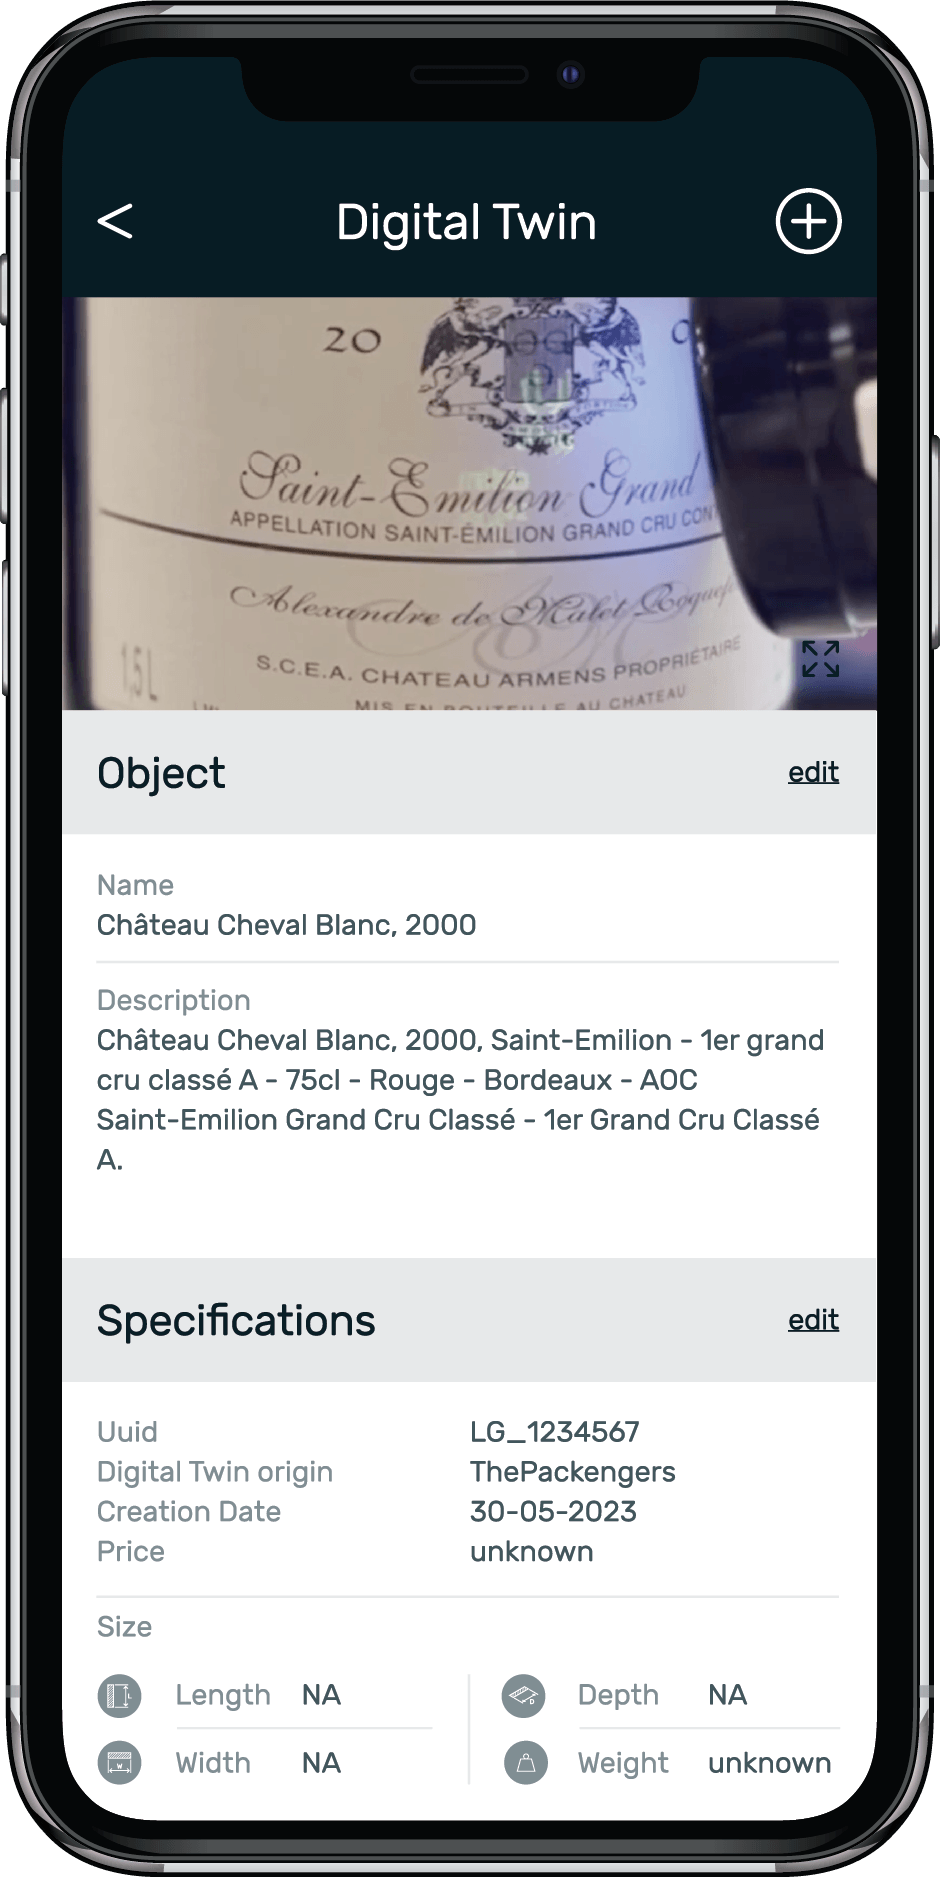 <
Digital Twin
20 0
Saint-Emilion Grand
APPELLATION SAINT-ÉMILION GRAND CRU CON
Alexandre de Malet Roquef
S.C.E.A. CHATEAU ARMENS PROPRIÉTAIRE
1,5L
MIS EN BOUTEILLE AU CHATEAU
Object edit
Name
Château Cheval Blanc, 2000
Description
Château Cheval Blanc, 2000, Saint-Emilion - 1er grand
cru classé A - 75cl - Rouge - Bordeaux - AOC
Saint-Emilion Grand Cru Classé - 1er Grand Cru Classé
A.
Specifications edit
Uuid LG_1234567
Digital Twin origin ThePackengers
Creation Date 30-05-2023
Price unknown
Size
L Length NA D Depth NA
W Width NA Weight unknown